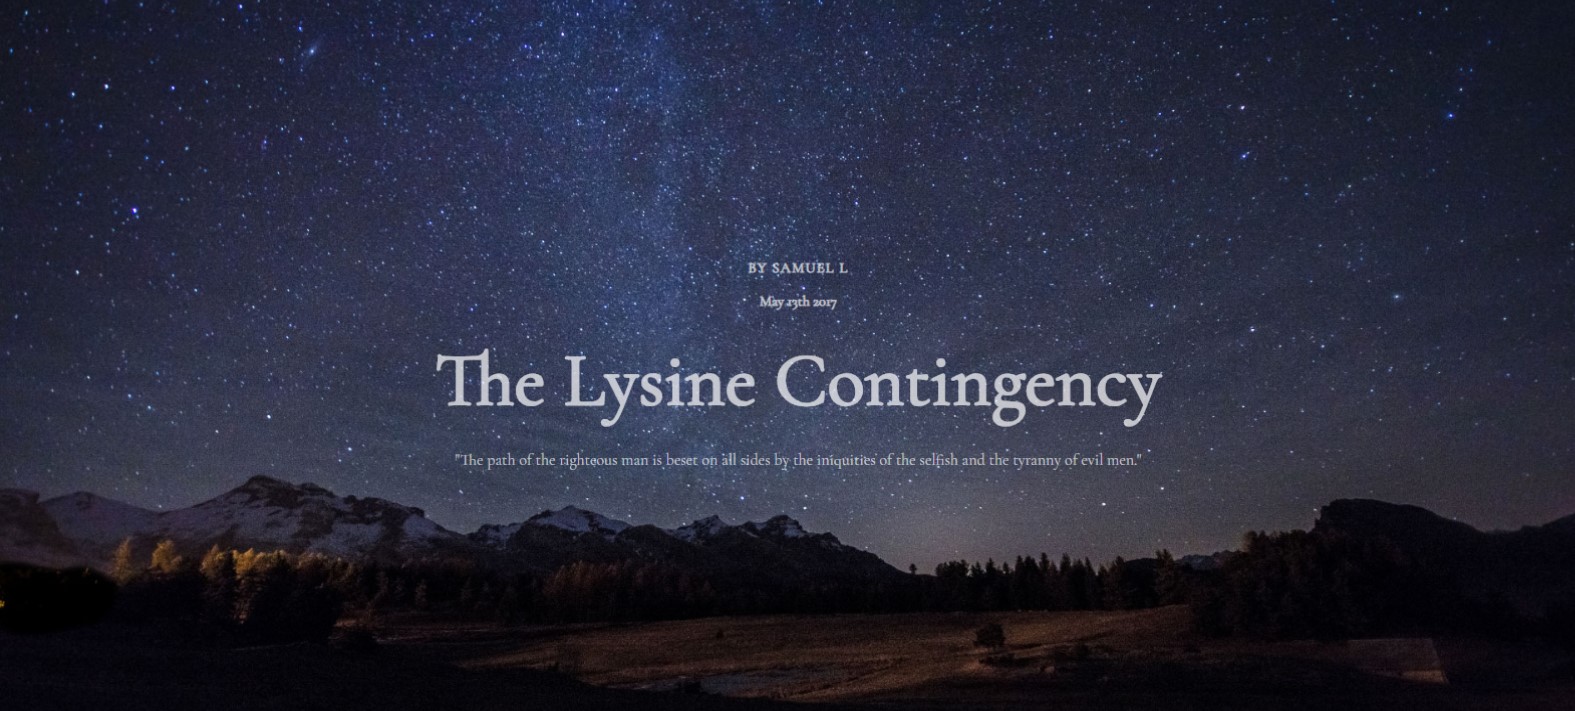 BY SAMUEL L
May 13th 2017
The Lysine Contingency
"The path of the righteous man is beset on all sides by the iniquities of the selfish and the tyranny of evil men."